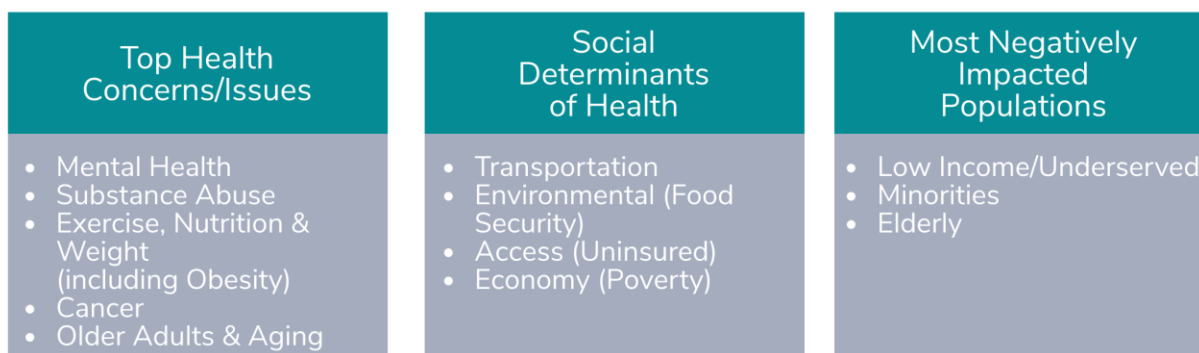 Top Health
Concerns/Issues
• Mental Health
• Substance Abuse
• Exercise, Nutrition &
Weight
(including Obesity)
• Cancer
• Older Adults & Aging
Social
Determinants
of Health
• Transportation
• Environmental (Food
Security)
• Access (Uninsured)
• Economy (Poverty)
Most Negatively
Impacted
Populations
• Low Income/Underserved
• Minorities
• Elderly